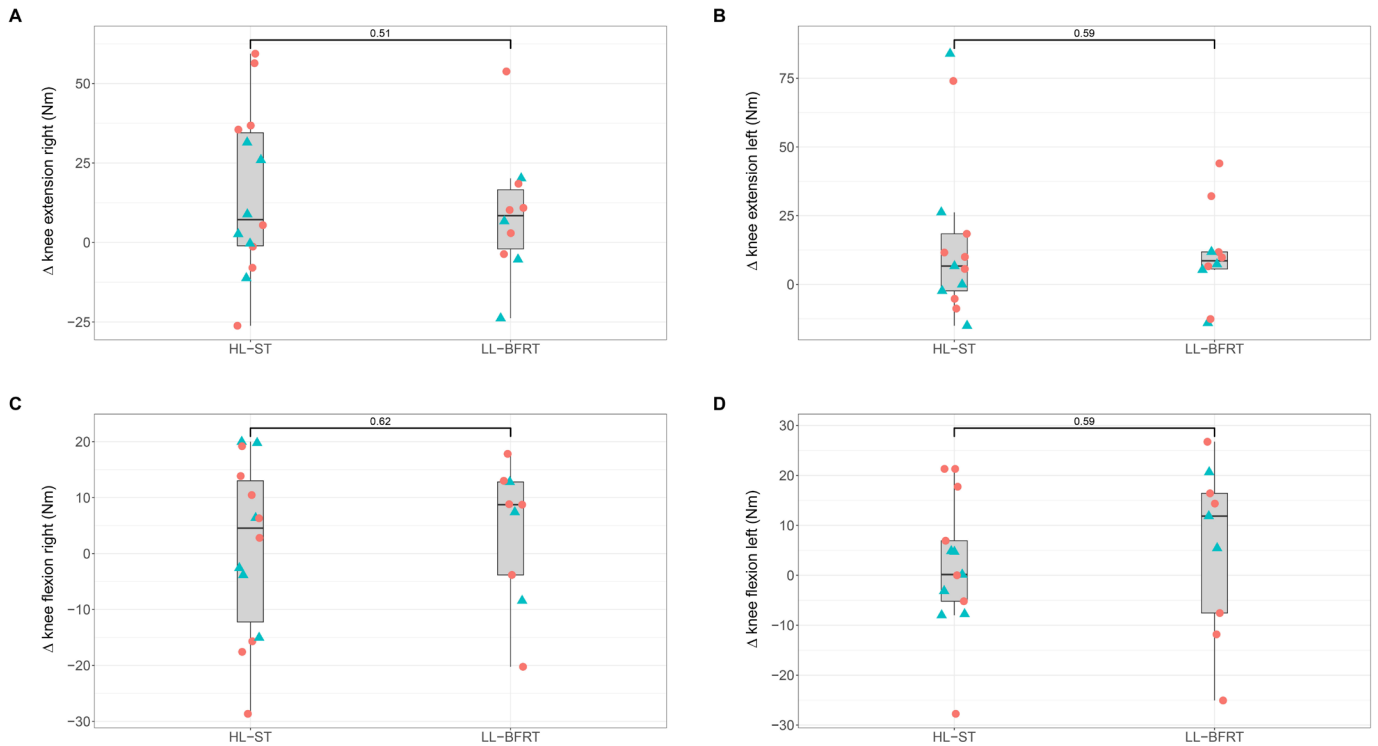 A
Δ knee extension right (Nm)
50
25
0
−25
0.51
HL−ST
LL−BFRT
B
Δ knee extension left (Nm)
75
50
25
0
0.59
HL−ST
LL−BFRT
C
Δ knee flexion right (Nm)
20
10
0
−10
−20
−30
0.62
HL−ST
LL−BFRT
D
Δ knee flexion left (Nm)
30
20
10
0
−10
−20
−30
0.59
HL−ST
LL−BFRT